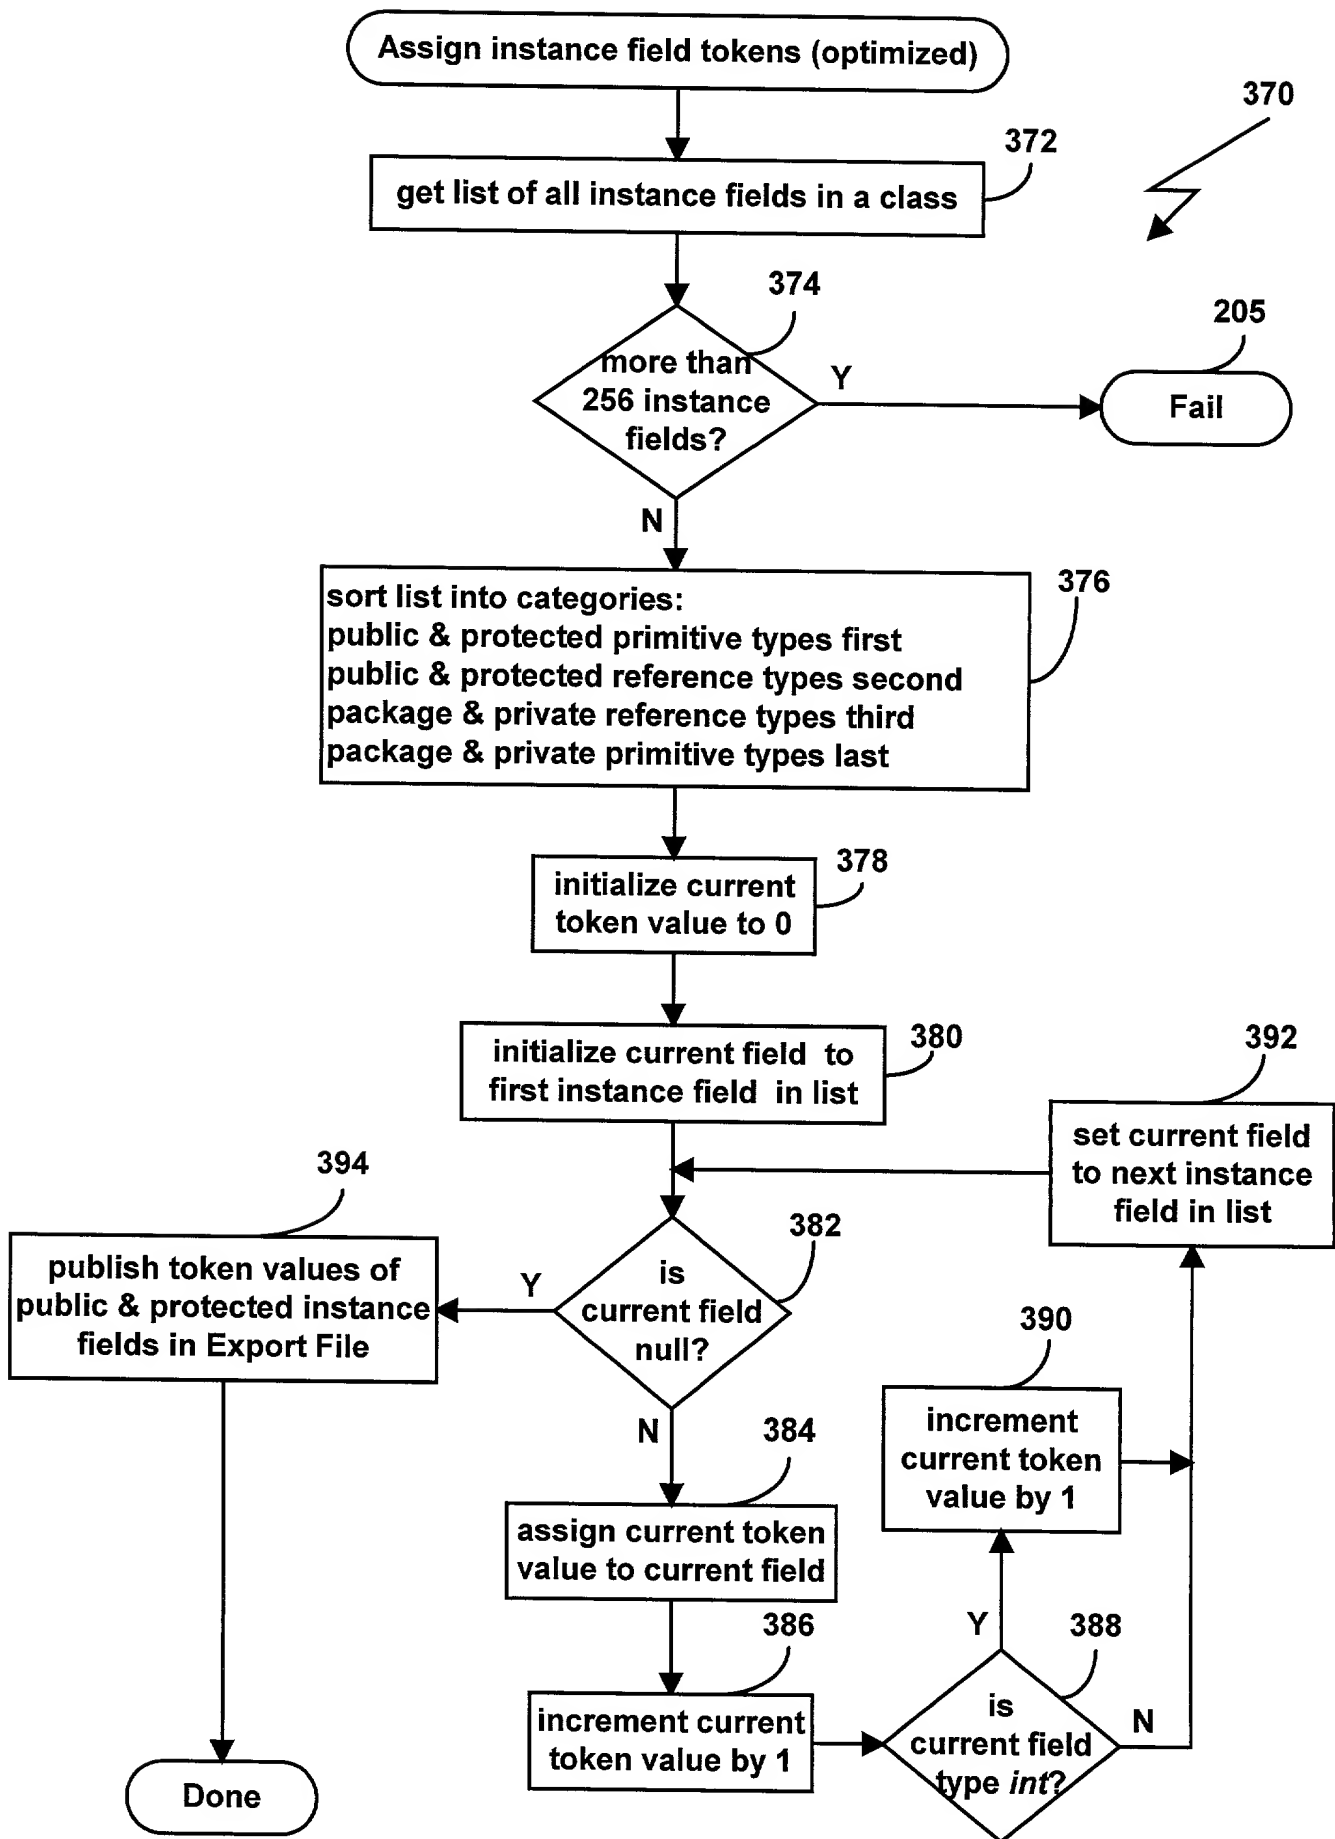 Assign instance field tokens (optimized)
370
372
get list of all instance fields in a class
374
more than
256 instance
fields?
Y
205
Fail
N
376
sort list into categories:
public & protected primitive types first
public & protected reference types second
package & private reference types third
package & private primitive types last
378
initialize current
token value to 0
380
initialize current field to
first instance field in list
392
set current field
to next instance
field in list
394
publish token values of
public & protected instance
fields in Export File
Y
382
is
current field
null?
N
390
increment
current token
value by 1
384
assign current token
value to current field
386
increment current
token value by 1
Y
388
is
current field
type int?
N
Done